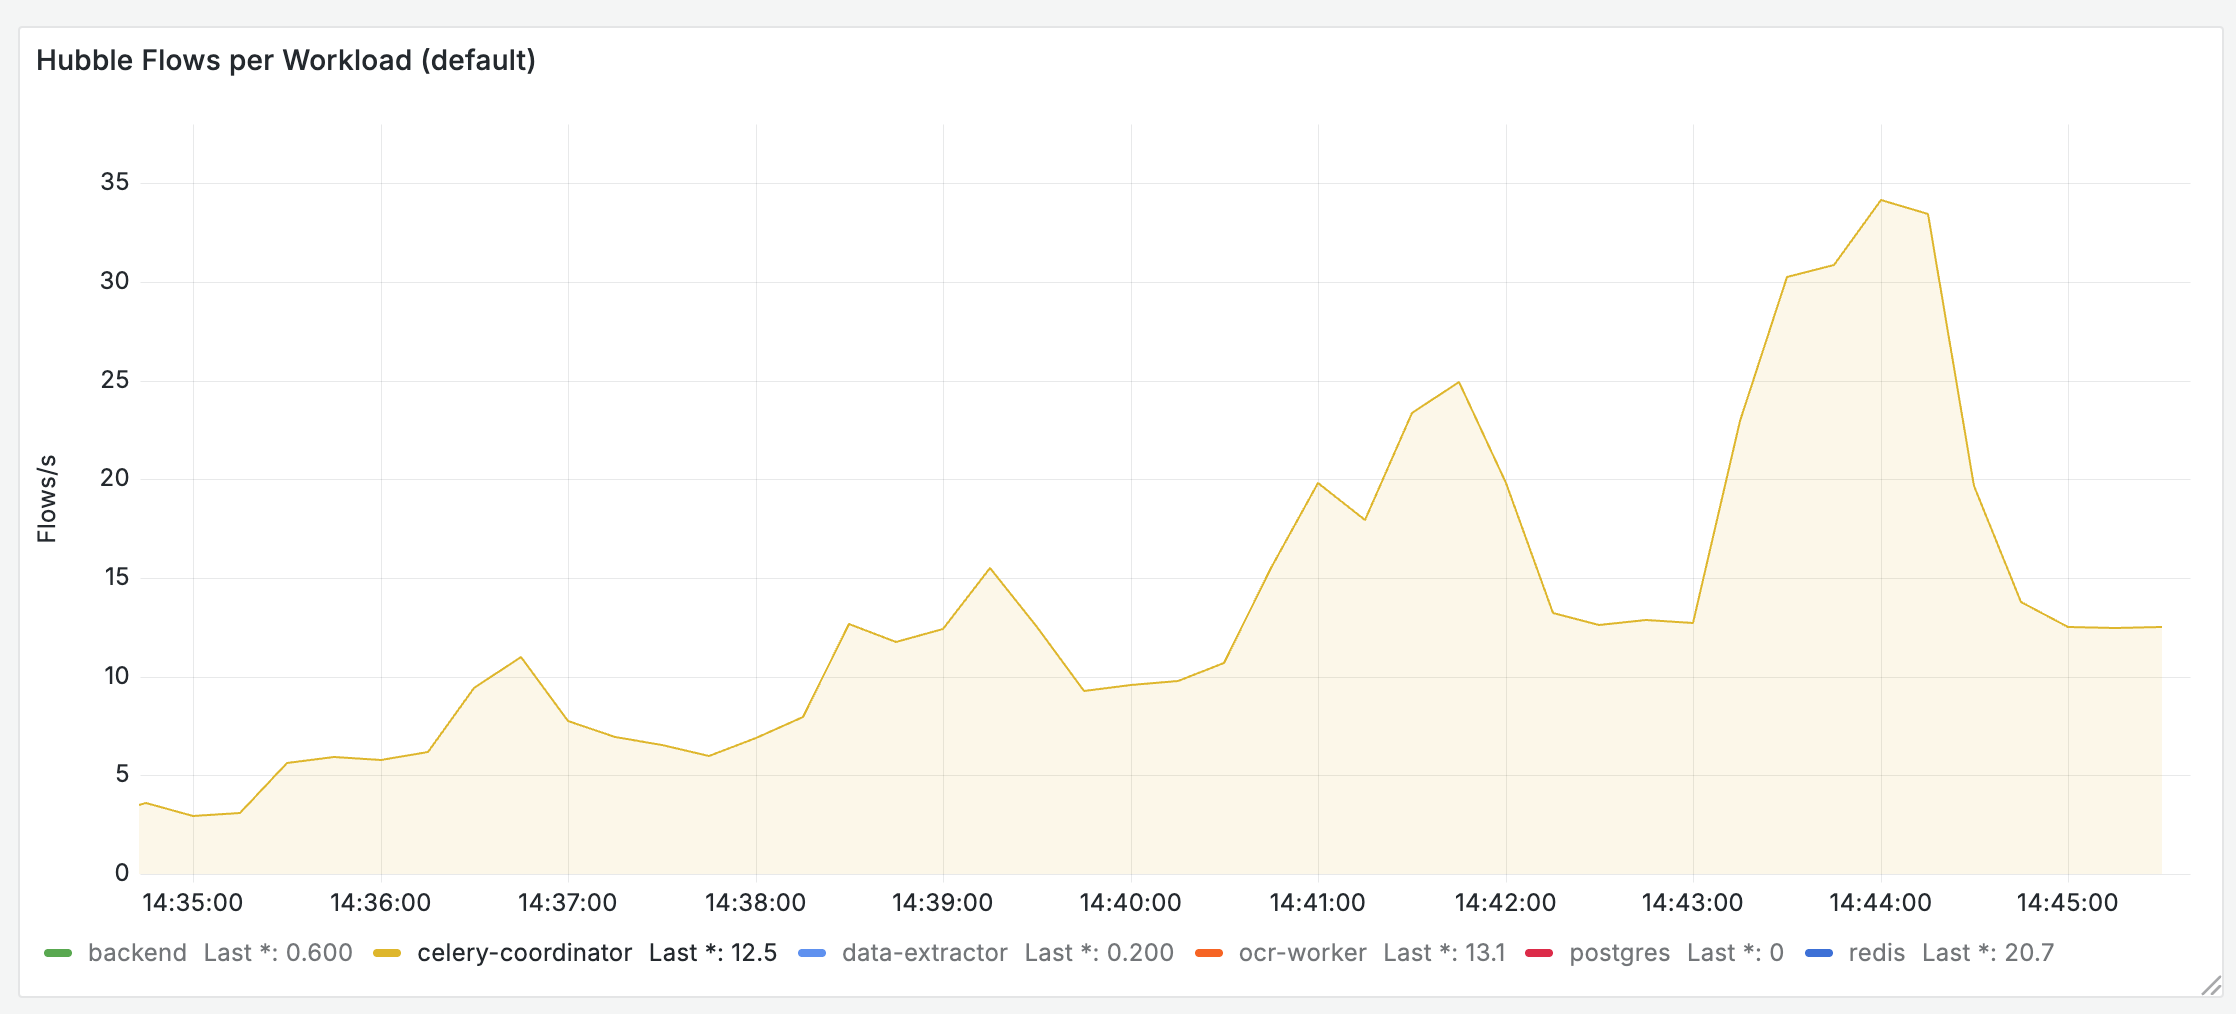 Hubble Flows per Workload (default)
Flows/s
35
30
25
20
15
10
5
0
14:35:00 14:36:00 14:37:00 14:38:00 14:39:00 14:40:00 14:41:00 14:42:00 14:43:00 14:44:00 14:45:00
backend Last *: 0.600 celery-coordinator Last *: 12.5 data-extractor Last *: 0.200 ocr-worker Last *: 13.1 postgres Last *: 0 redis Last *: 20.7